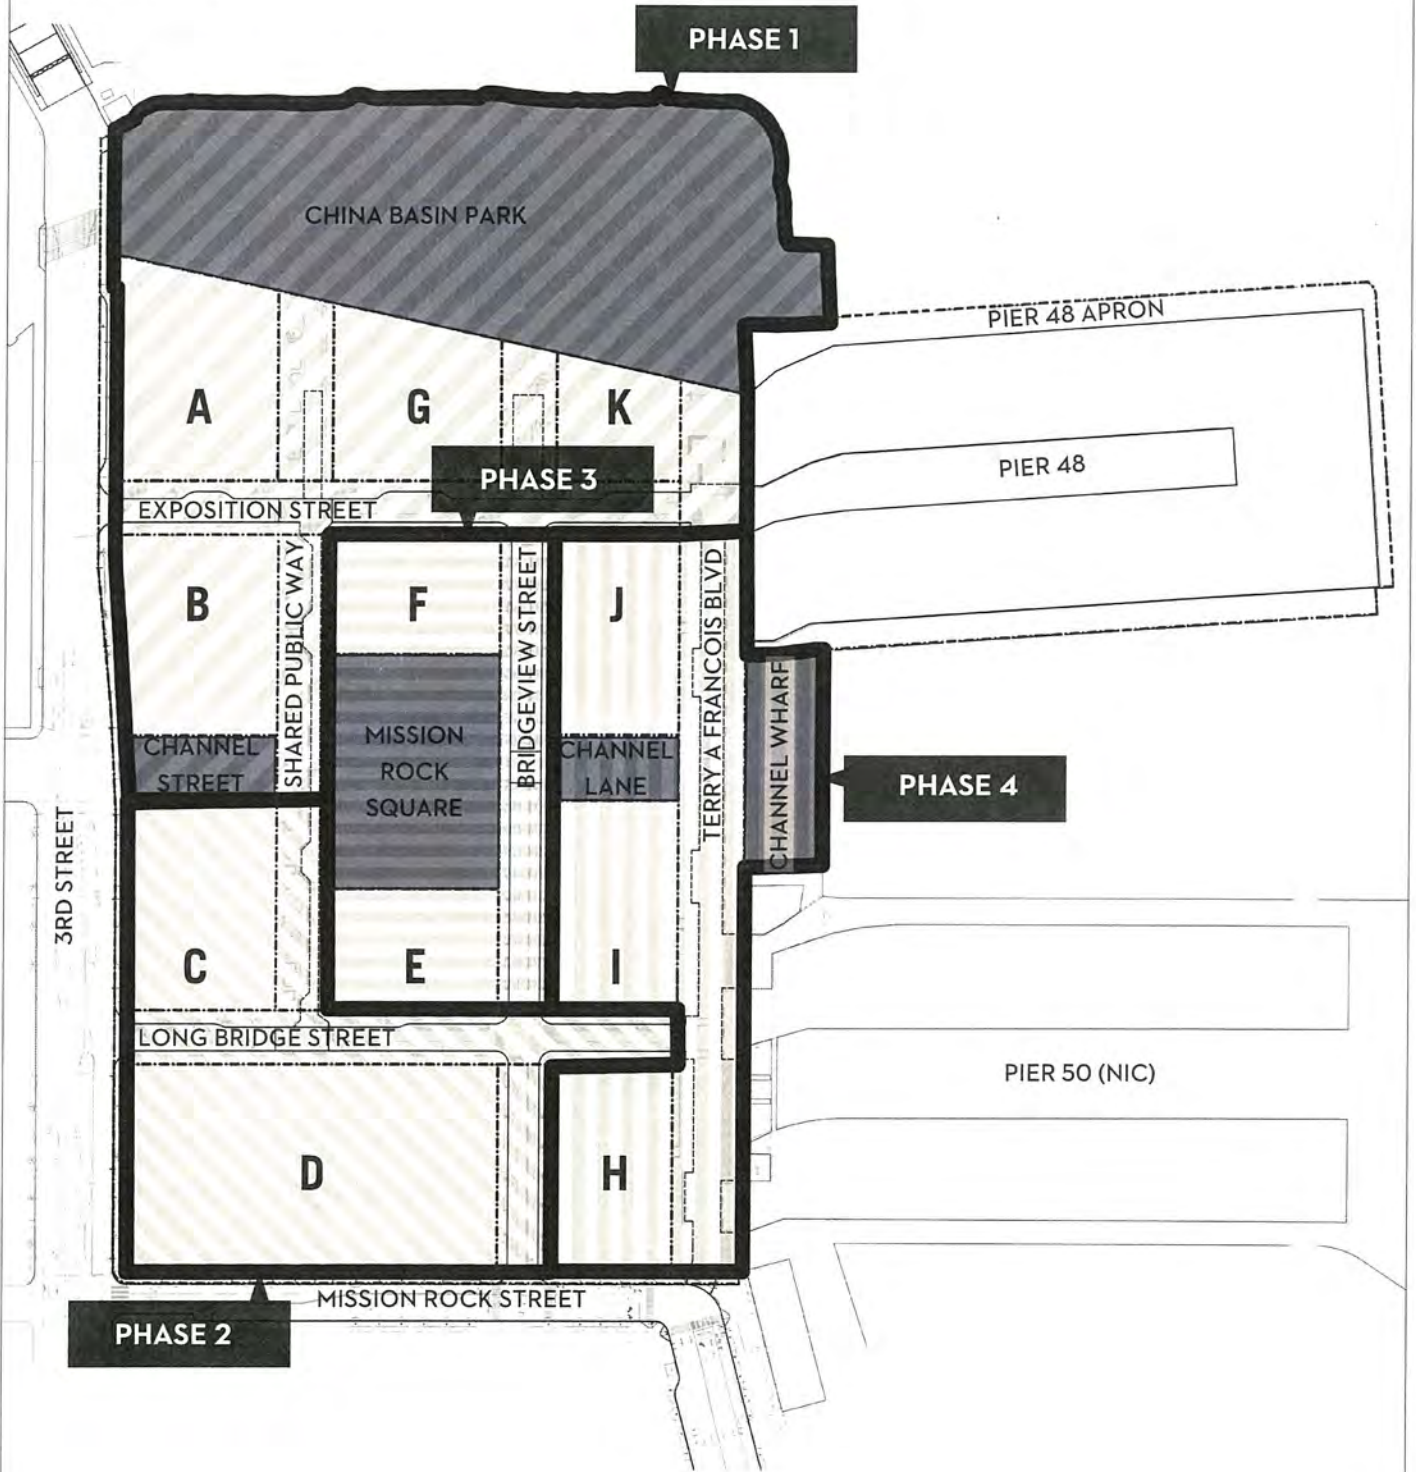 PHASE 1
CHINA BASIN PARK
PIER 48 APRON
A
G
K
PIER 48
PHASE 3
EXPOSITION STREET
B
SHARED PUBLIC WAY
F
BRIDGEVIEW STREET
J
TERRY A FRANCOIS BLVD
CHANNEL WHARF
CHANNEL
STREET
MISSION
ROCK
SQUARE
CHANNEL
LANE
PHASE 4
3RD STREET
C
E
I
LONG BRIDGE STREET
PIER 50 (NIC)
D
H
MISSION ROCK STREET
PHASE 2